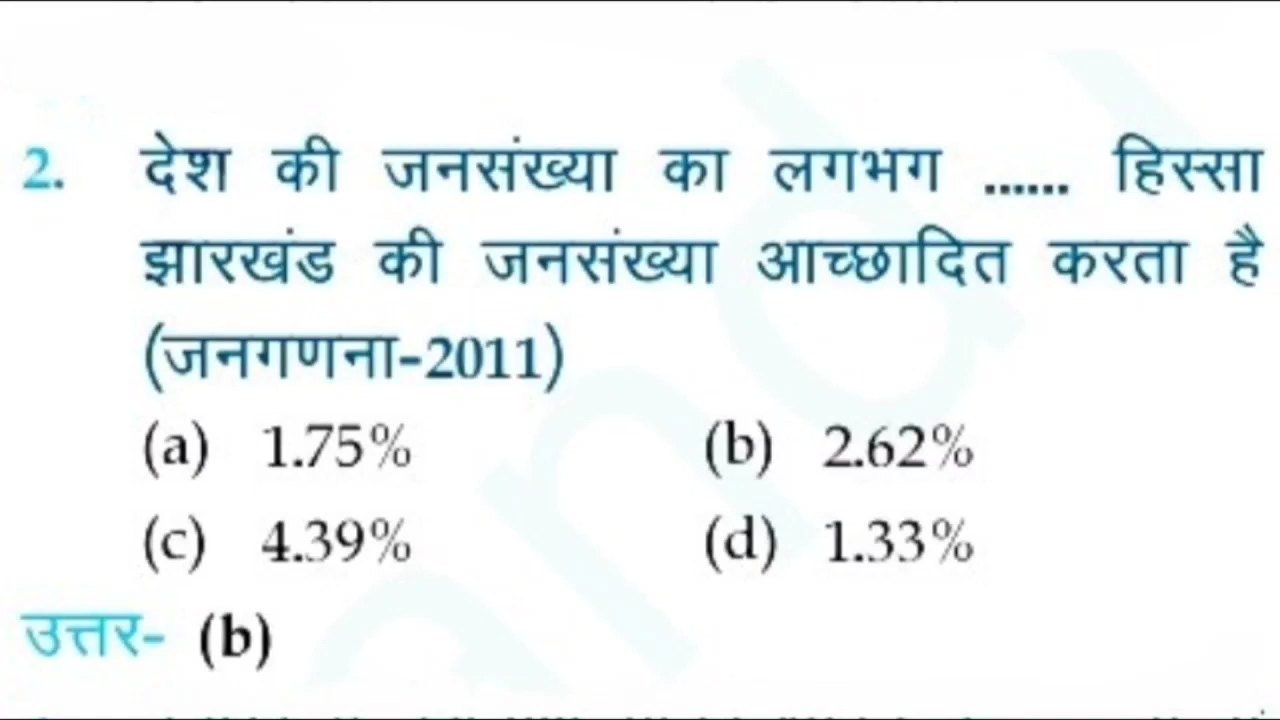 2. देश की जनसंख्या का लगभग ...... हिस्सा
झारखंड की जनसंख्या आच्छादित करता है
(जनगणना-2011)
(a) 1.75% (b) 2.62%
(c) 4.39% (d) 1.33%
उत्तर- (b)